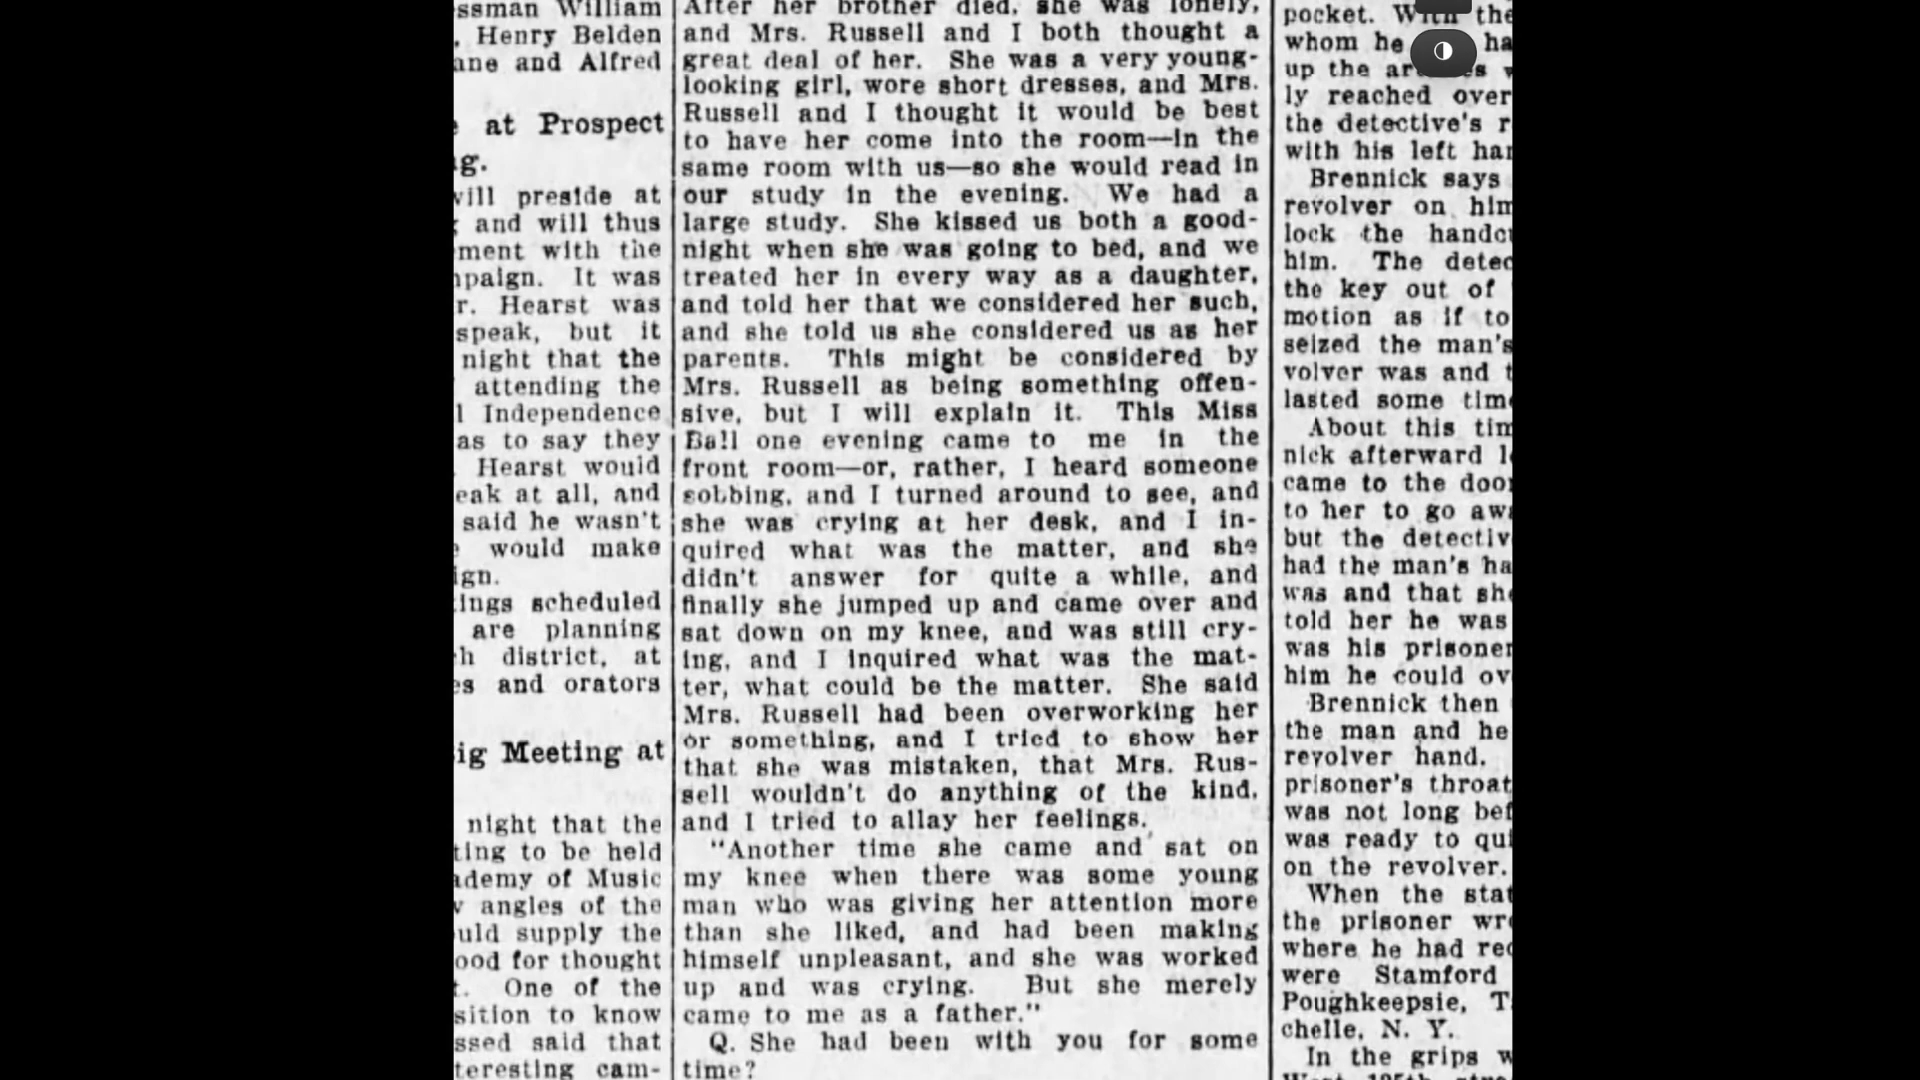 ssman William
. Henry Belden
ane and Alfred
at Prospect
g.
will preside at
and will thus
ment with the
paign. It was
r. Hearst was
speak, but it
night that the
attending the
l Independence
as to say they
Hearst would
eak at all, and
said he wasn't
would make
ign.
ings scheduled
are planning
h district, at
es and orators
ig Meeting at
night that the
ting to be held
ademy of Music
angles of the
uld supply the
ood for thought
. One of the
sition to know
ssed said that
teresting cam-
After her brother died, she was lonely,
and Mrs. Russell and I both thought a
great deal of her. She was a very young-
looking girl, wore short dresses, and Mrs.
Russell and I thought it would be best
to have her come into the room—in the
same room with us—so she would read in
our study in the evening. We had a
large study. She kissed us both a good-
night when she was going to bed, and we
treated her in every way as a daughter,
and told her that we considered her such,
and she told us she considered us as her
parents. This might be considered by
Mrs. Russell as being something offen-
sive, but I will explain it. This Miss
Ball one evening came to me in the
front room—or, rather, I heard someone
sobbing, and I turned around to see, and
she was crying at her desk, and I in-
quired what was the matter, and she
didn't answer for quite a while, and
finally she jumped up and came over and
sat down on my knee, and was still cry-
ing, and I inquired what was the mat-
ter, what could be the matter. She said
Mrs. Russell had been overworking her
or something, and I tried to show her
that she was mistaken, that Mrs. Rus-
sell wouldn't do anything of the kind,
and I tried to allay her feelings.
"Another time she came and sat on
my knee when there was some young
man who was giving her attention more
than she liked, and had been making
himself unpleasant, and she was worked
up and was crying. But she merely
came to me as a father."
Q. She had been with you for some
time?
pocket. With the
whom he ha
up the ar s w
ly reached over
the detective's r
with his left han
Brennick says
revolver on him
lock the handcu
him. The detec
the key out of
motion as if to
seized the man's
volver was and t
lasted some time
About this tim
nick afterward l
came to the door
to her to go awa
but the detectiv
had the man's ha
was and that she
told her he was
was his prisoner
him he could ov
Brennick then
the man and he
revolver hand.
prisoner's throat
was not long bef
was ready to qui
on the revolver.
When the stat
the prisoner wro
where he had rec
were Stamford
Poughkeepsie, T
chelle, N. Y.
In the grips w